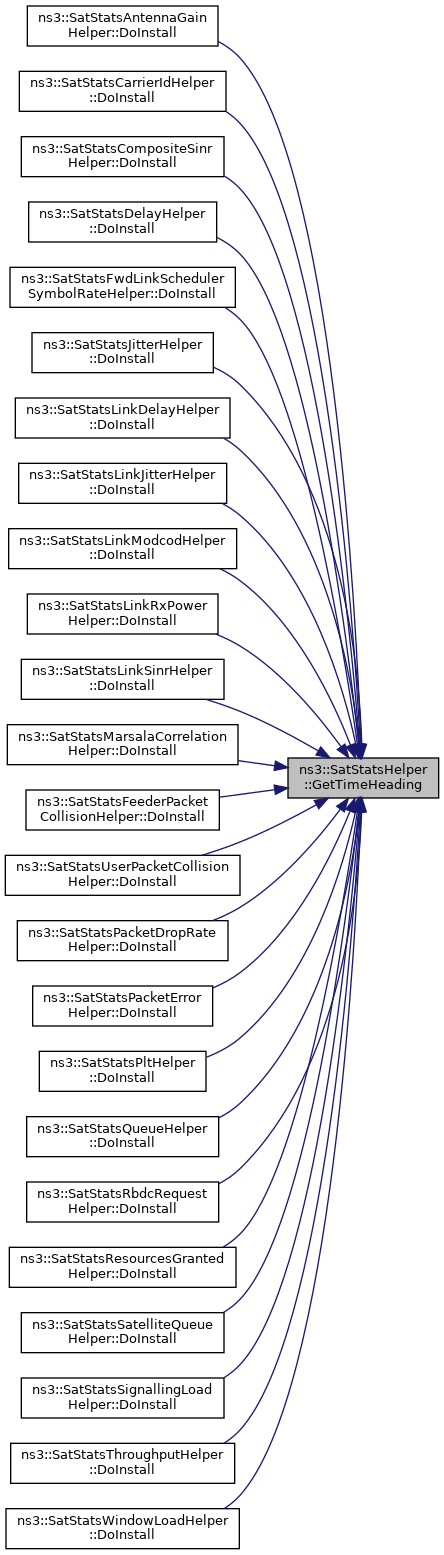 ns3::SatStatsAntennaGain
Helper::DoInstall
ns3::SatStatsCarrierIdHelper
::DoInstall
ns3::SatStatsCompositeSinr
Helper::DoInstall
ns3::SatStatsDelayHelper
::DoInstall
ns3::SatStatsFwdLinkScheduler
SymbolRateHelper::DoInstall
ns3::SatStatsJitterHelper
::DoInstall
ns3::SatStatsLinkDelayHelper
::DoInstall
ns3::SatStatsLinkJitterHelper
::DoInstall
ns3::SatStatsLinkModcodHelper
::DoInstall
ns3::SatStatsLinkRxPower
Helper::DoInstall
ns3::SatStatsLinkSinrHelper
::DoInstall
ns3::SatStatsMarsalaCorrelation
Helper::DoInstall
ns3::SatStatsHelper
::GetTimeHeading
ns3::SatStatsFeederPacket
CollisionHelper::DoInstall
ns3::SatStatsUserPacketCollision
Helper::DoInstall
ns3::SatStatsPacketDropRate
Helper::DoInstall
ns3::SatStatsPacketError
Helper::DoInstall
ns3::SatStatsPltHelper
::DoInstall
ns3::SatStatsQueueHelper
::DoInstall
ns3::SatStatsRbdcRequest
Helper::DoInstall
ns3::SatStatsResourcesGranted
Helper::DoInstall
ns3::SatStatsSatelliteQueue
Helper::DoInstall
ns3::SatStatsSignallingLoad
Helper::DoInstall
ns3::SatStatsThroughputHelper
::DoInstall
ns3::SatStatsWindowLoadHelper
::DoInstall